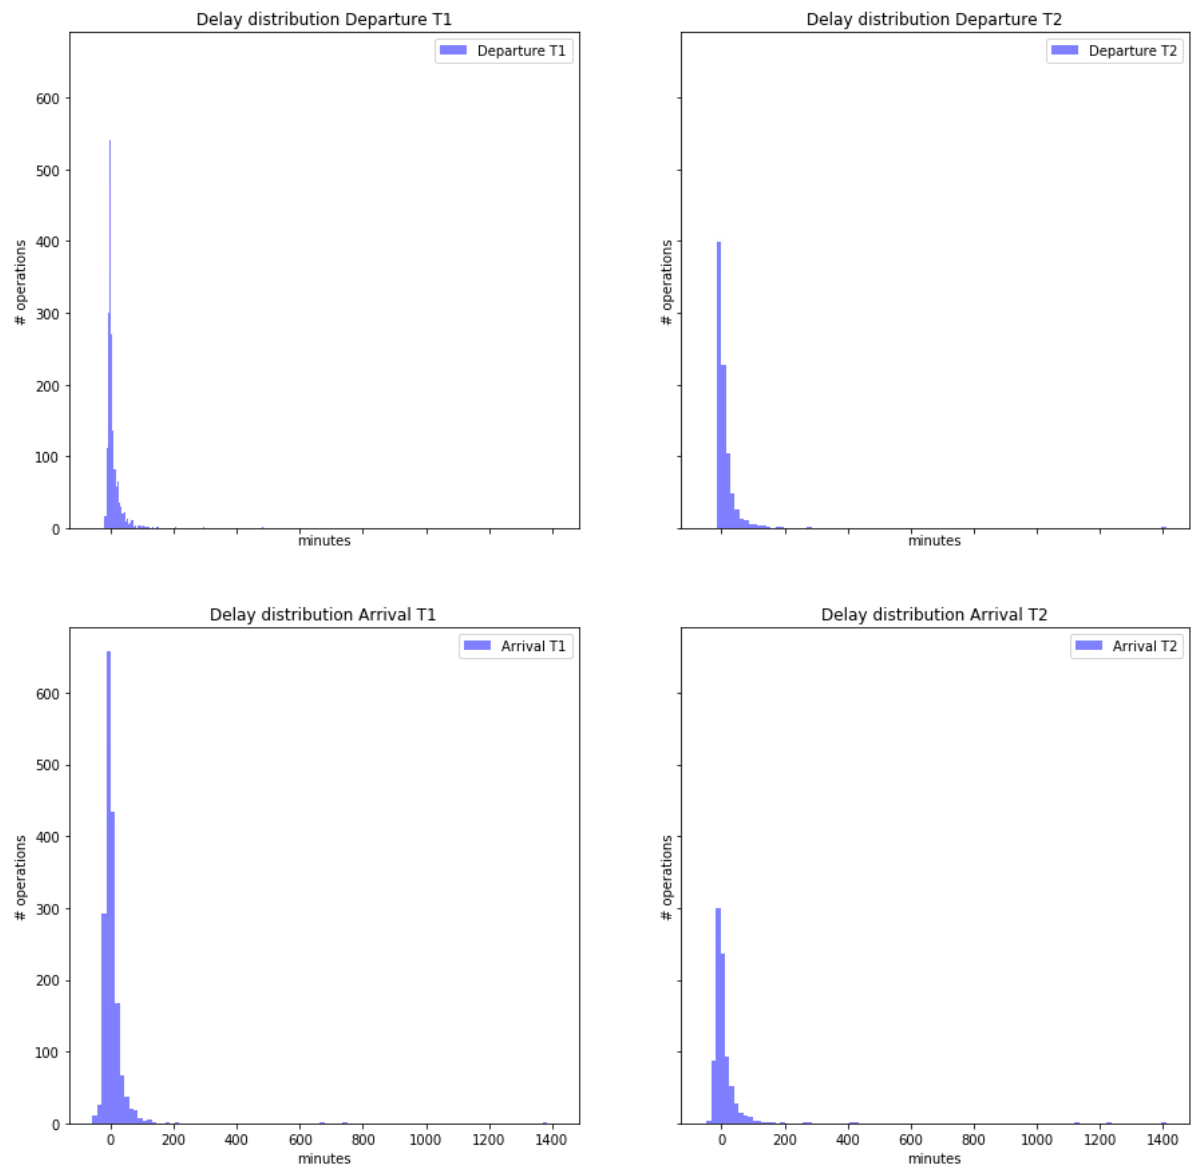 Delay distribution Departure T1
Departure T1
600
500
400
300
200
100
0
# operations
minutes
Delay distribution Departure T2
Departure T2
# operations
minutes
Delay distribution Arrival T1
Arrival T1
600
500
400
300
200
100
0
# operations
0 200 400 600 800 1000 1200 1400
minutes
Delay distribution Arrival T2
Arrival T2
# operations
0 200 400 600 800 1000 1200 1400
minutes